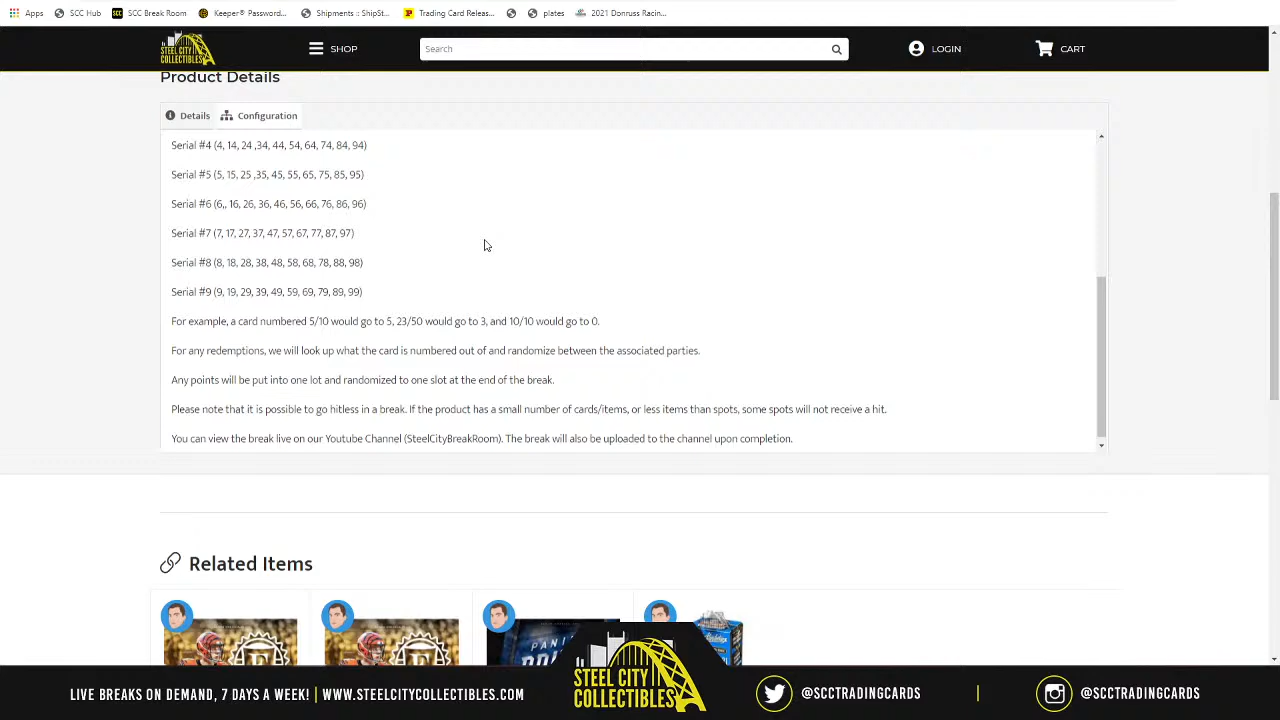 Apps SCC Hub SCC Break Room Keeper® Password... Shipments :: ShipSt... Trading Card Releas... plates 2021 Donruss Racin...
STEEL CITY COLLECTIBLES
SHOP Search LOGIN CART
Product Details
Details Configuration
Serial #4 (4, 14, 24 ,34, 44, 54, 64, 74, 84, 94)
Serial #5 (5, 15, 25 ,35, 45, 55, 65, 75, 85, 95)
Serial #6 (6,, 16, 26, 36, 46, 56, 66, 76, 86, 96)
Serial #7 (7, 17, 27, 37, 47, 57, 67, 77, 87, 97)
Serial #8 (8, 18, 28, 38, 48, 58, 68, 78, 88, 98)
Serial #9 (9, 19, 29, 39, 49, 59, 69, 79, 89, 99)
For example, a card numbered 5/10 would go to 5, 23/50 would go to 3, and 10/10 would go to 0.
For any redemptions, we will look up what the card is numbered out of and randomize between the associated parties.
Any points will be put into one lot and randomized to one slot at the end of the break.
Please note that it is possible to go hitless in a break. If the product has a small number of cards/items, or less items than spots, some spots will not receive a hit.
You can view the break live on our Youtube Channel (SteelCityBreakRoom). The break will also be uploaded to the channel upon completion.
Related Items
LIVE BREAKS ON DEMAND, 7 DAYS A WEEK! | WWW.STEELCITYCOLLECTIBLES.COM
STEEL CITY
COLLECTIBLES
@SCCTRADINGCARDS | @SCCTRADINGCARDS